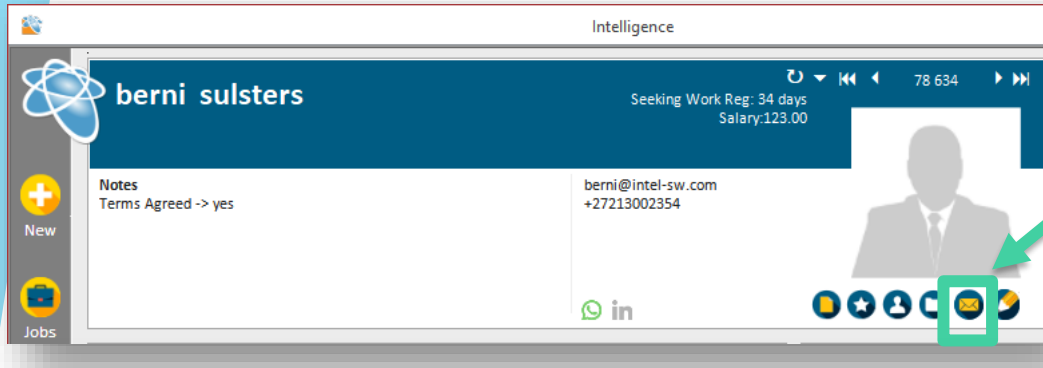 Intelligence
berni sulsters
78 634
Seeking Work Reg: 34 days
Salary:123.00
Notes
Terms Agreed -> yes
berni@intel-sw.com
+27213002354
in
New
Jobs